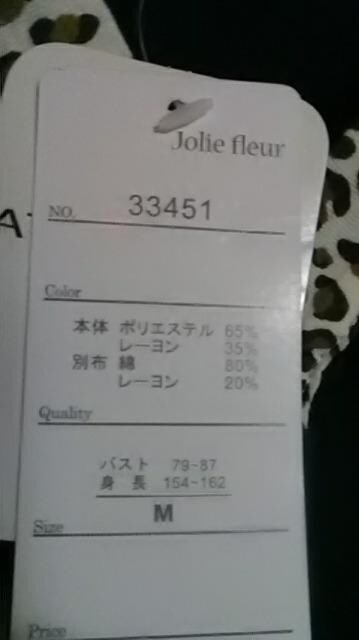 Jolie fleur
NO. 33451
Color
本体 ポリエステル 65%
レーヨン 35%
別布 綿 80%
レーヨン 20%
Quality
バスト 79-87
身長 154-162
M
Size
Price